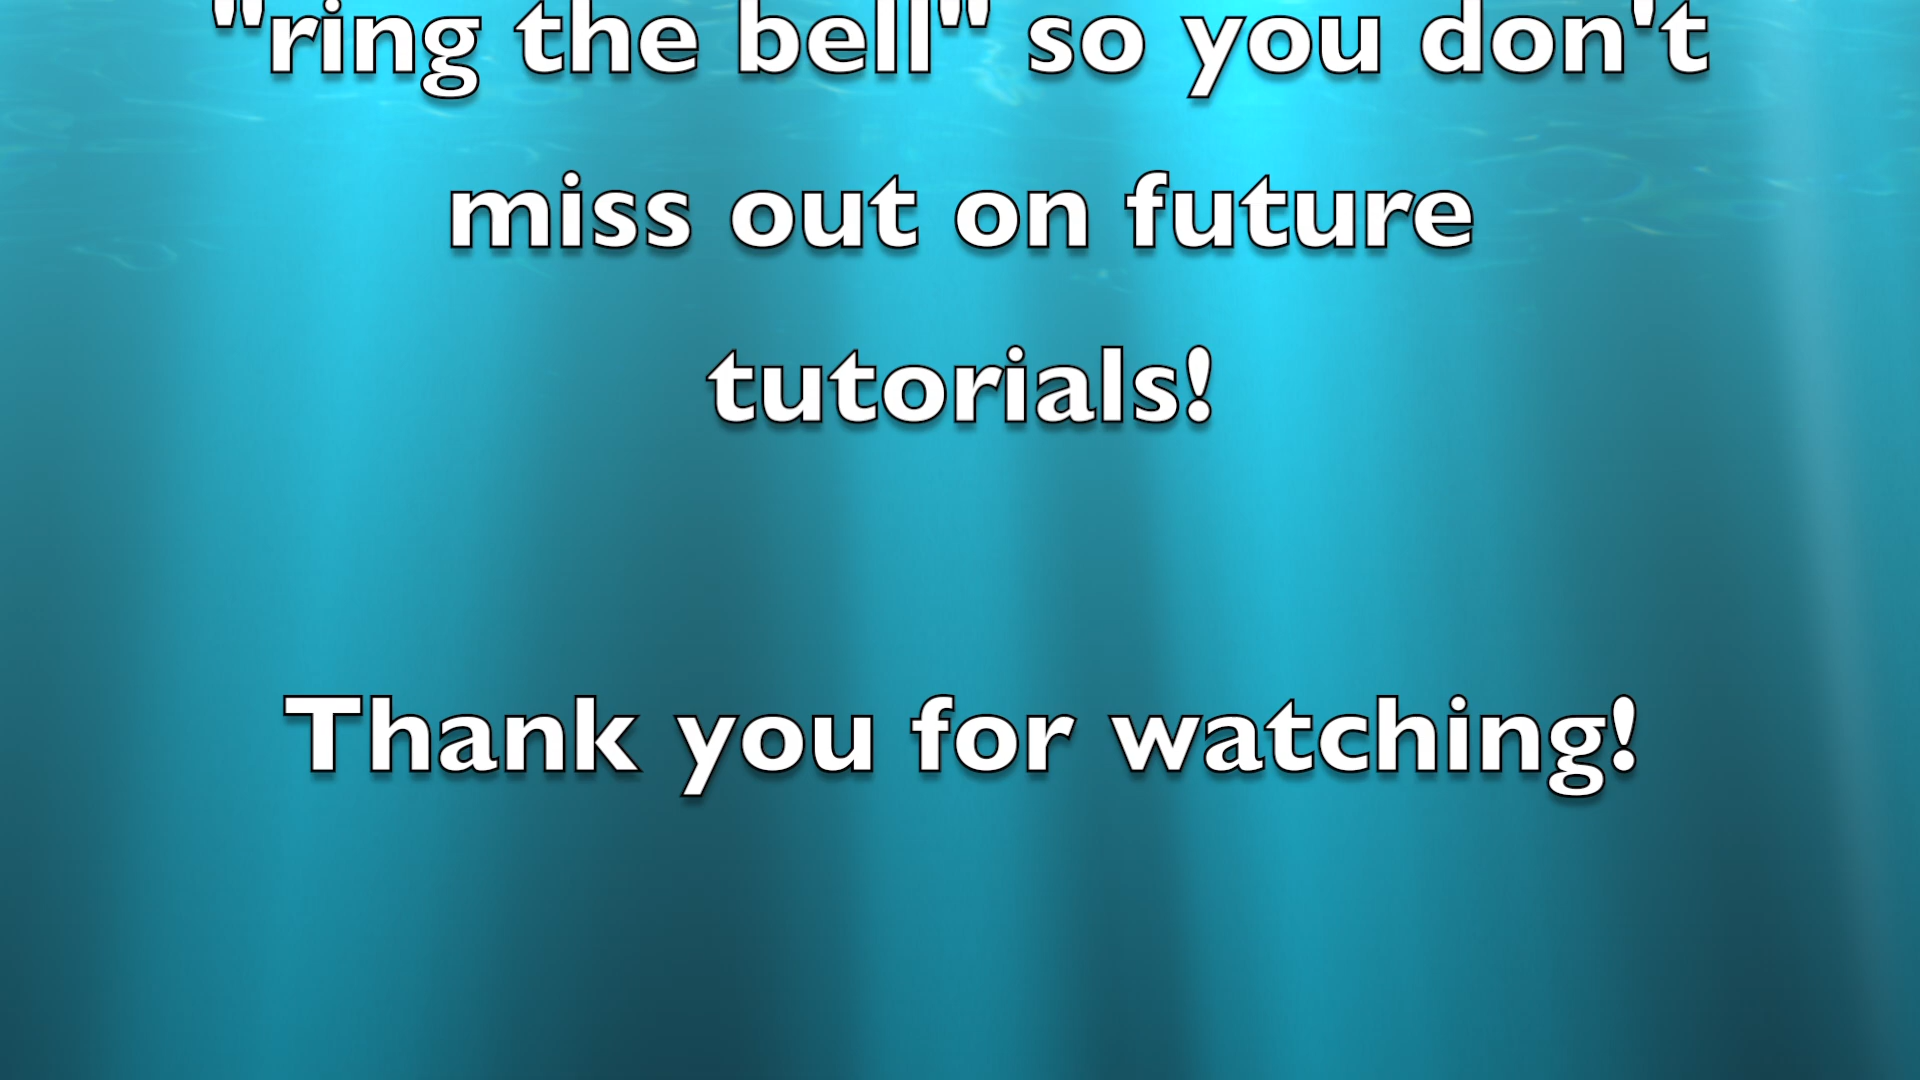 "ring the bell" so you don't
miss out on future
tutorials!
Thank you for watching!